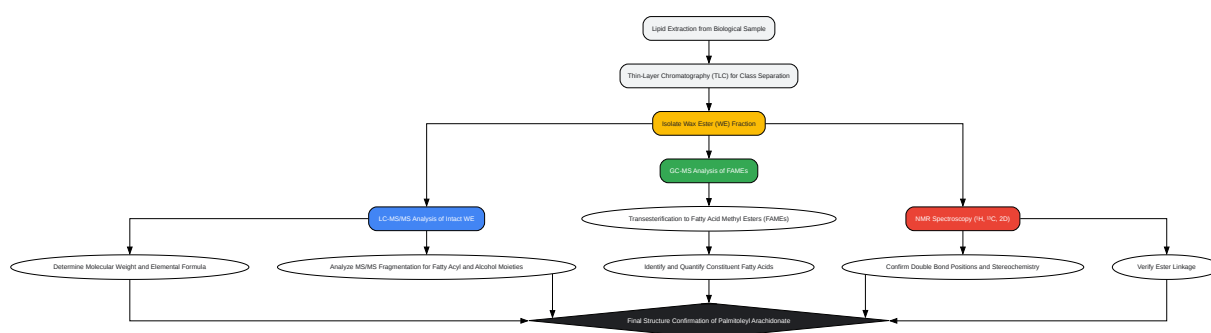 Lipid Extraction from Biological Sample
Thin-Layer Chromatography (TLC) for Class Separation
Isolate Wax Ester (WE) Fraction
GC-MS Analysis of FAMEs
LC-MS/MS Analysis of Intact WE
Transesterification to Fatty Acid Methyl Esters (FAMEs)
NMR Spectroscopy (¹H, ¹³C, 2D)
Determine Molecular Weight and Elemental Formula
Analyze MS/MS Fragmentation for Fatty Acyl and Alcohol Moieties
Identify and Quantify Constituent Fatty Acids
Confirm Double Bond Positions and Stereochemistry
Verify Ester Linkage
Final Structure Confirmation of Palmitoleyl Arachidonate